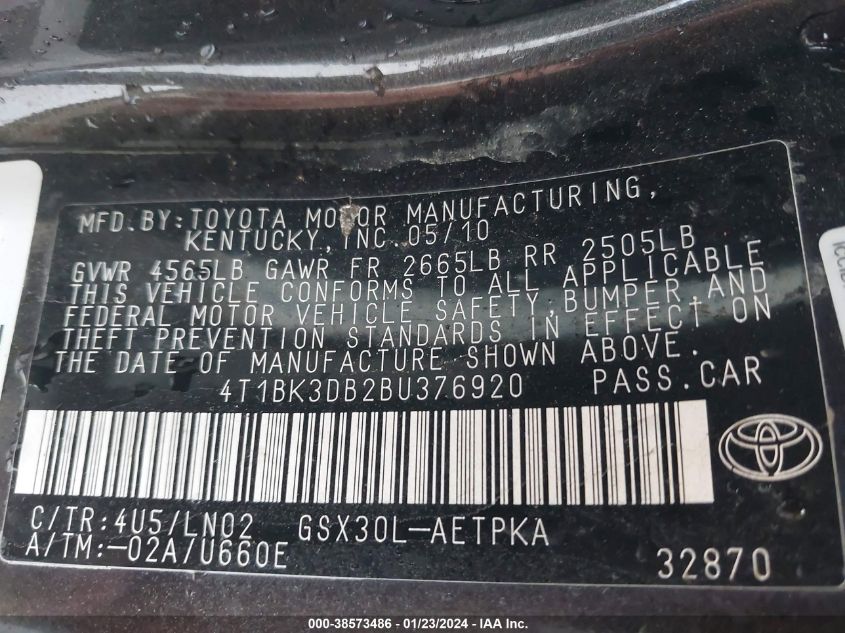 MFD.BY:TOYOTA MOTOR MANUFACTURING,
KENTUCKY,INC.05/10
GVWR 4565LB GAWR FR 2665LB RR 2505LB
THIS VEHICLE CONFORMS TO ALL APPLICABLE
FEDERAL MOTOR VEHICLE SAFETY,BUMPER,AND
THEFT PREVENTION STANDARDS IN EFFECT ON
THE DATE OF MANUFACTURE SHOWN ABOVE.
4T1BK3DB2BU376920 PASS.CAR
C/TR:4U5/LN02 GSX30L-AETPKA
A/TM:-02A/U660E 32870
000-38573486 - 01/23/2024 - IAAI.com